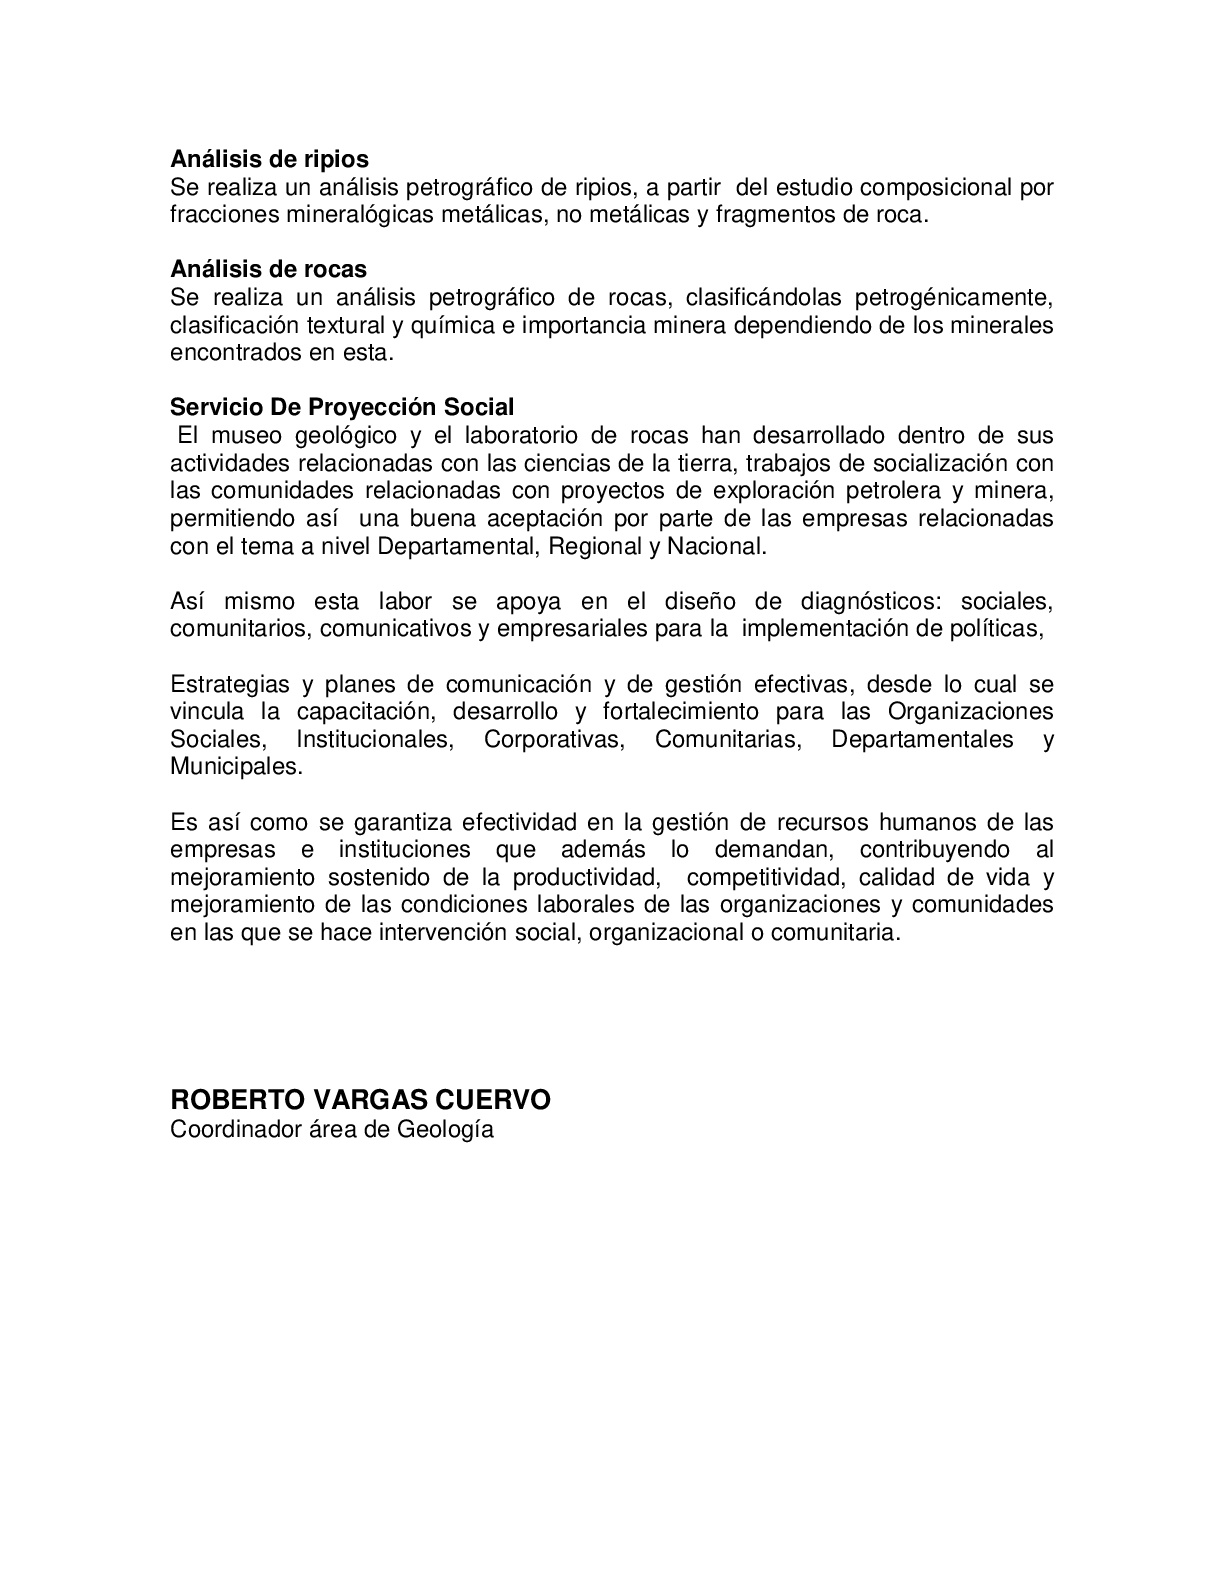 Análisis de ripios
Se realiza un análisis petrográfico de ripios, a partir  del estudio composicional por
fracciones mineralógicas metálicas, no metálicas y fragmentos de roca.
Análisis de rocas
Se realiza un análisis petrográfico de rocas, clasificándolas petrogénicamente,
clasificación textural y química e importancia minera dependiendo de los minerales
encontrados en esta.
Servicio De Proyección Social
El museo geológico y el laboratorio de rocas han desarrollado dentro de sus
actividades relacionadas con las ciencias de la tierra, trabajos de socialización con
las comunidades relacionadas con proyectos de exploración petrolera y minera,
permitiendo así  una buena aceptación por parte de las empresas relacionadas
con el tema a nivel Departamental, Regional y Nacional.
Así mismo esta labor se apoya en el diseño de diagnósticos: sociales,
comunitarios, comunicativos y empresariales para la  implementación de políticas,
Estrategias y planes de comunicación y de gestión efectivas, desde lo cual se
vincula la capacitación, desarrollo y fortalecimiento para las Organizaciones
Sociales, Institucionales, Corporativas, Comunitarias, Departamentales y
Municipales.
Es así como se garantiza efectividad en la gestión de recursos humanos de las
empresas e instituciones que además lo demandan, contribuyendo al
mejoramiento sostenido de la productividad,  competitividad, calidad de vida y
mejoramiento de las condiciones laborales de las organizaciones y comunidades
en las que se hace intervención social, organizacional o comunitaria.
ROBERTO VARGAS CUERVO
Coordinador área de Geología